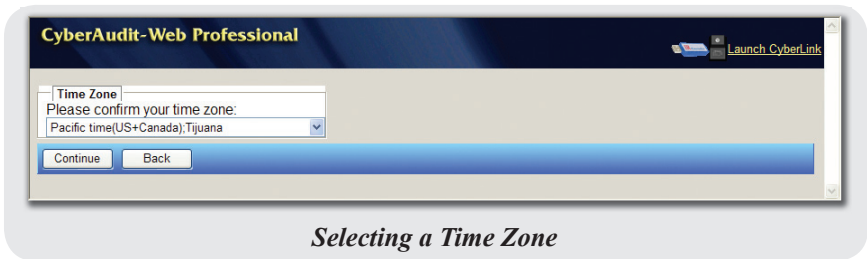 CyberAudit-Web Professional
Launch CyberLink
Time Zone
Please confirm your time zone:
Pacific time(US+Canada);Tijuana
Continue Back
Selecting a Time Zone